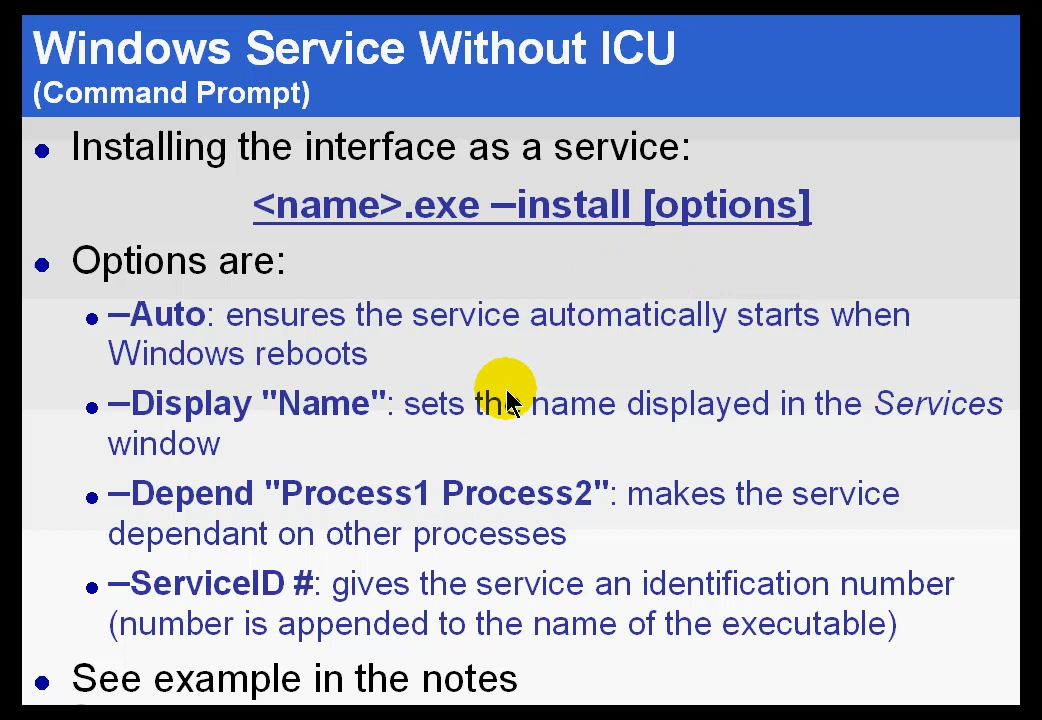 Windows Service Without ICU
(Command Prompt)
Installing the interface as a service:
<name>.exe –install [options]
Options are:
–Auto: ensures the service automatically starts when
Windows reboots
–Display "Name": sets the name displayed in the Services
window
–Depend "Process1 Process2": makes the service
dependant on other processes
–ServiceID #: gives the service an identification number
(number is appended to the name of the executable)
See example in the notes